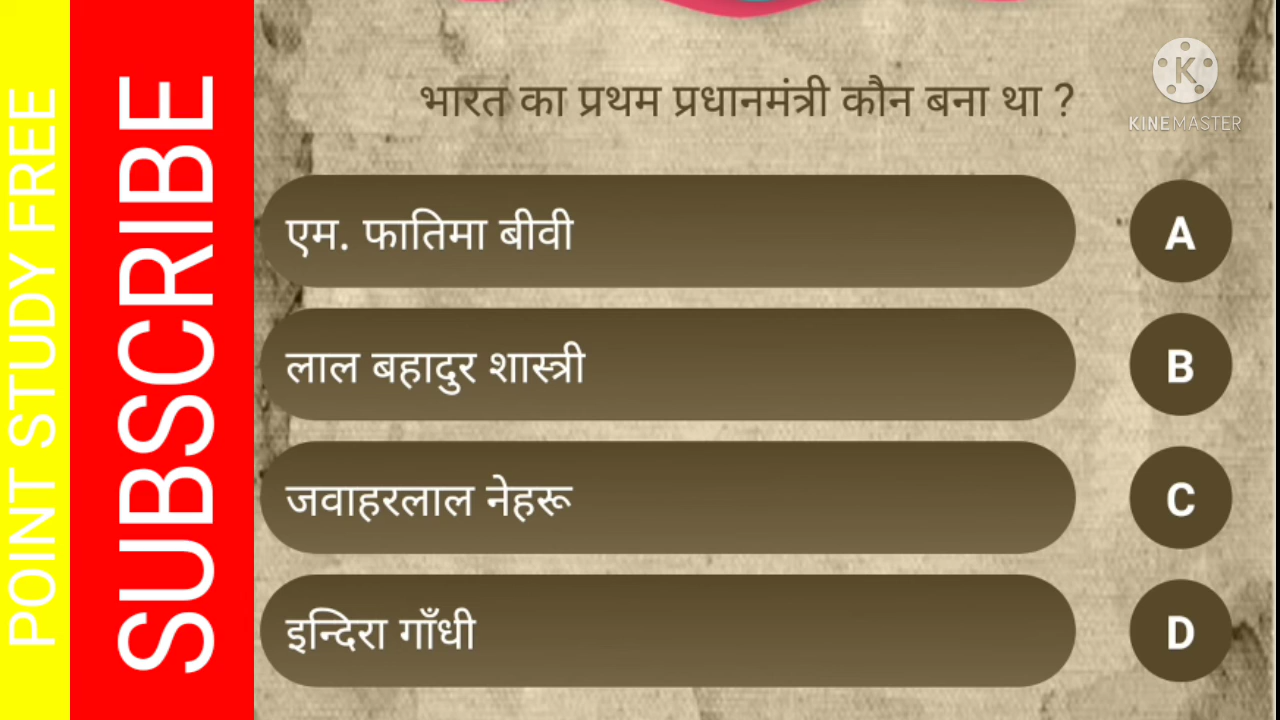 POINT STUDY FREE
SUBSCRIBE
भारत का प्रथम प्रधानमंत्री कौन बना था ?
K
KINEMASTER
एम. फातिमा बीवी
A
लाल बहादुर शास्त्री
B
जवाहरलाल नेहरू
C
इन्दिरा गाँधी
D